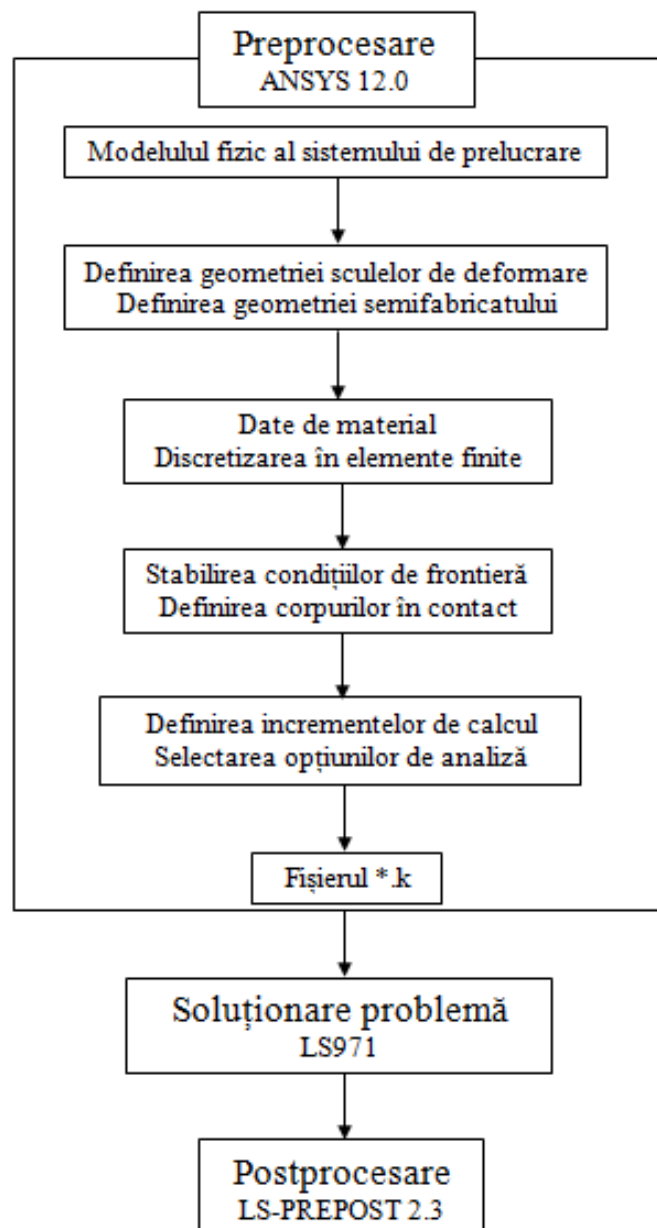 Preprocesare
ANSYS 12.0
Modelulul fizic al sistemului de prelucrare
Definirea geometriei sculelor de deformare
Definirea geometriei semifabricatului
Date de material
Discretizarea în elemente finite
Stabilirea condițiilor de frontieră
Definirea corpurilor în contact
Definirea incrementelor de calcul
Selectarea opțiunilor de analiză
Fișierul *.k
Soluționare problemă
LS971
Postprocesare
LS-PREPOST 2.3